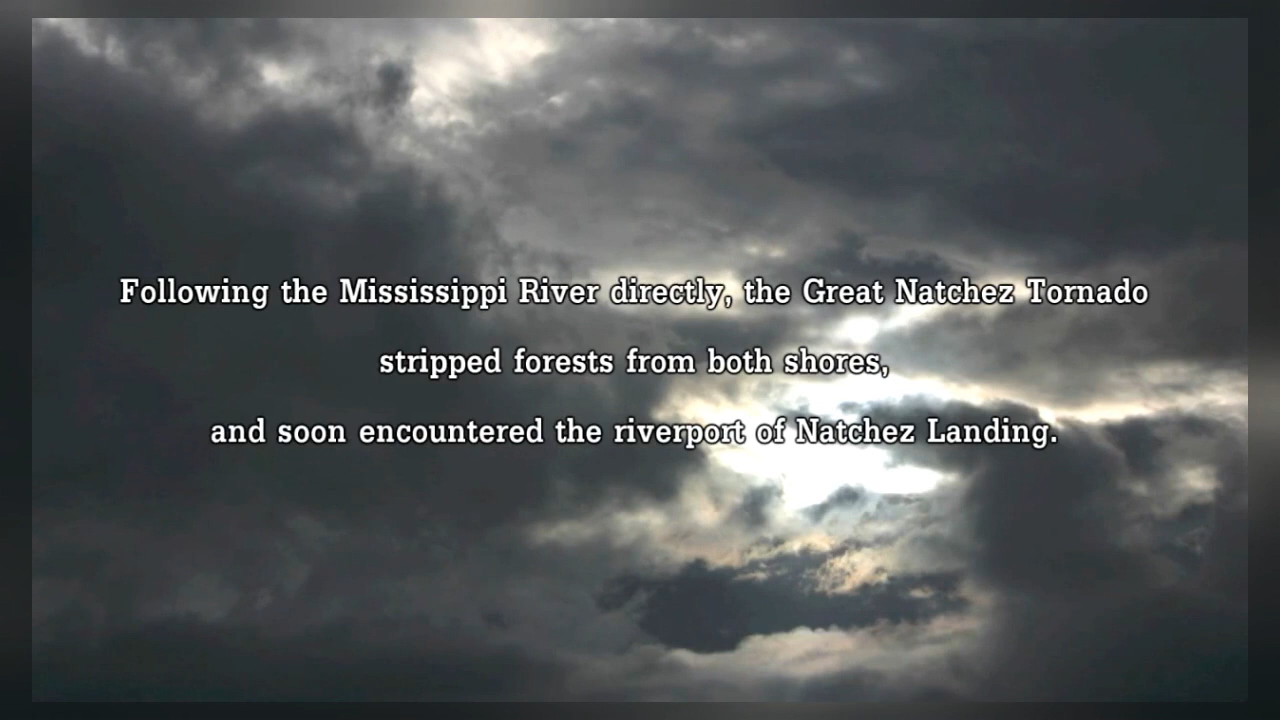 Following the Mississippi River directly, the Great Natchez Tornado
stripped forests from both shores,
and soon encountered the riverport of Natchez Landing.